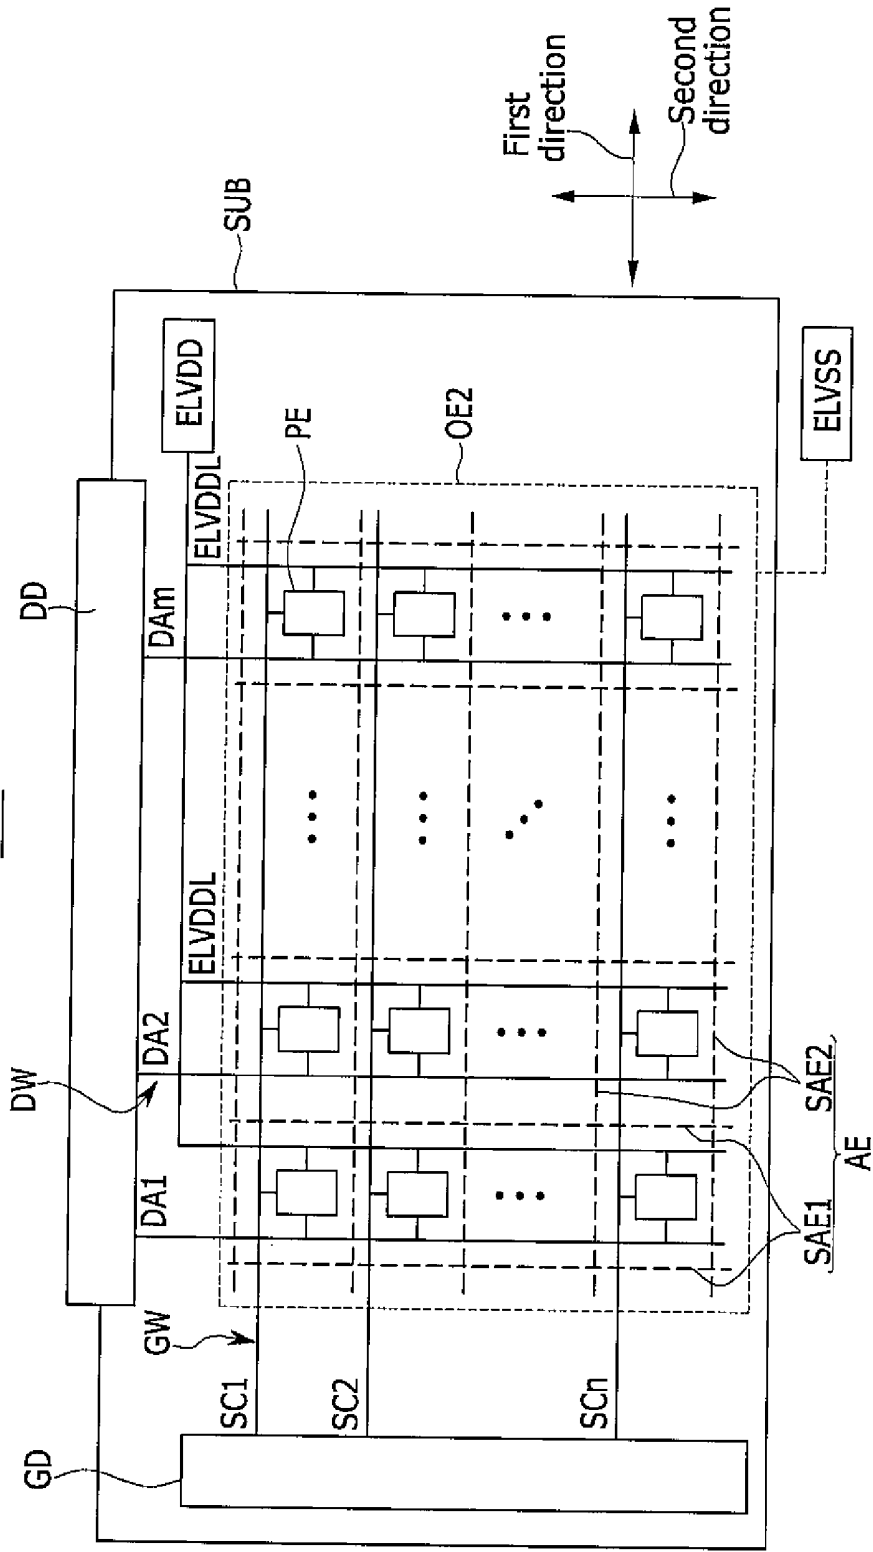 GD
DW
DD
GW
DA1
DA2
DAm
ELVDDL
ELVDDL
ELVDD
SUB
SC1
PE
SC2
OE2
First
direction
SCn
Second
direction
SAE1
SAE2
ELVSS
AE